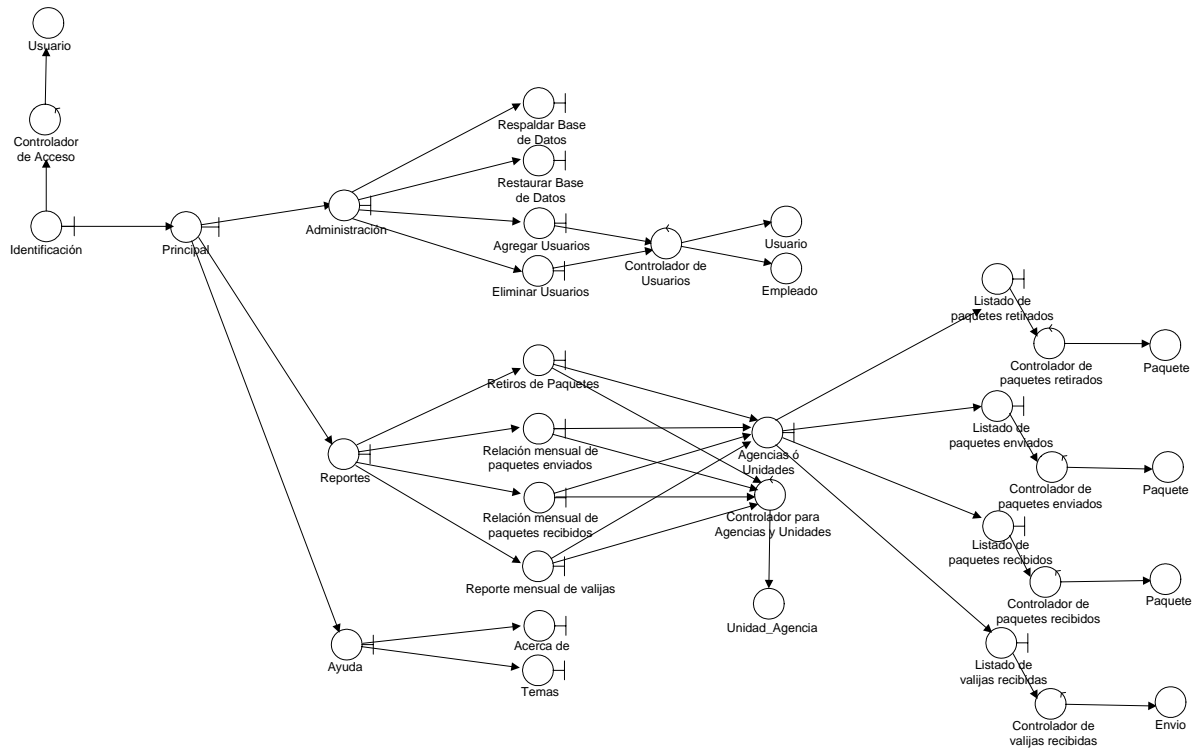 Usuario
Controlador
de Acceso
Identificación
Principal
Administración
Respaldar Base
de Datos
Restaurar Base
de Datos
Agregar Usuarios
Eliminar Usuarios
Controlador de
Usuarios
Usuario
Empleado
Reportes
Retiros de Paquetes
Relación mensual de
paquetes enviados
Relación mensual de
paquetes recibidos
Reporte mensual de valijas
Agencias ó
Unidades
Controlador para
Agencias y Unidades
Unidad_Agencia
Listado de
paquetes retirados
Controlador de
paquetes retirados
Paquete
Listado de
paquetes enviados
Controlador de
paquetes enviados
Paquete
Listado de
paquetes recibidos
Controlador de
paquetes recibidos
Paquete
Listado de
valijas recibidas
Controlador de
valijas recibidas
Envio
Ayuda
Acerca de
Temas